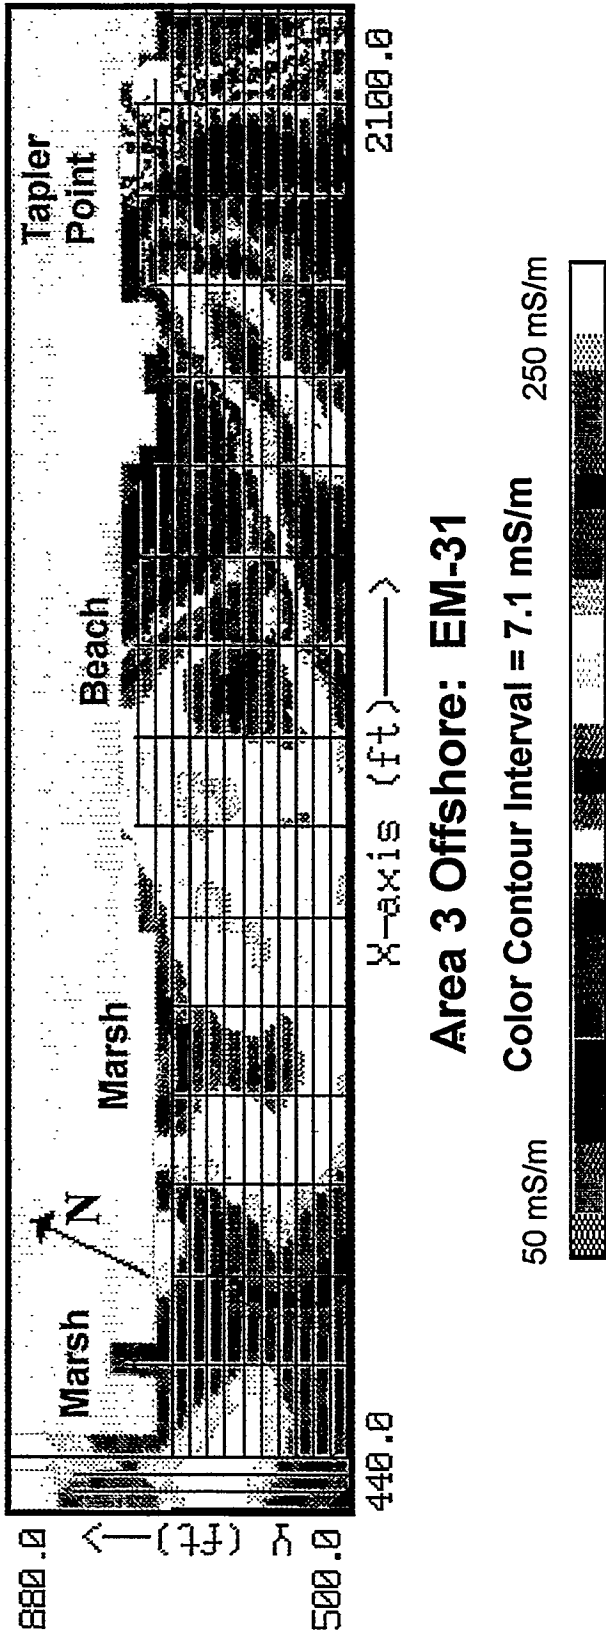 880.0
Y (ft)—>
500.0
Marsh
N
Marsh
Beach
Tapler
Point
440.0
X-axis (ft)—>
2100.0
Area 3 Offshore: EM-31
Color Contour Interval = 7.1 mS/m
50 mS/m
250 mS/m